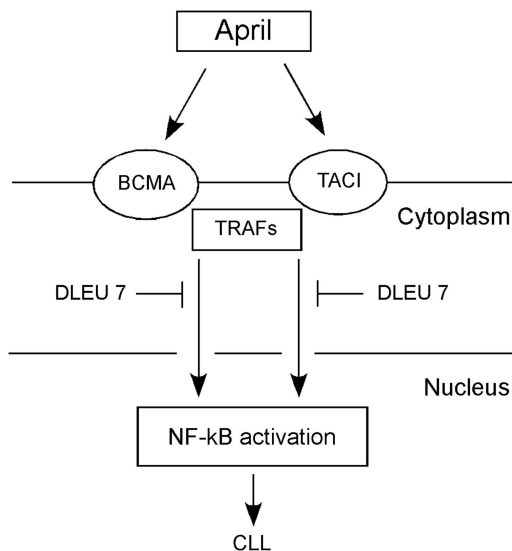 April
BCMA
TACI
TRAFs
Cytoplasm
DLEU 7
DLEU 7
Nucleus
NF-kB activation
CLL